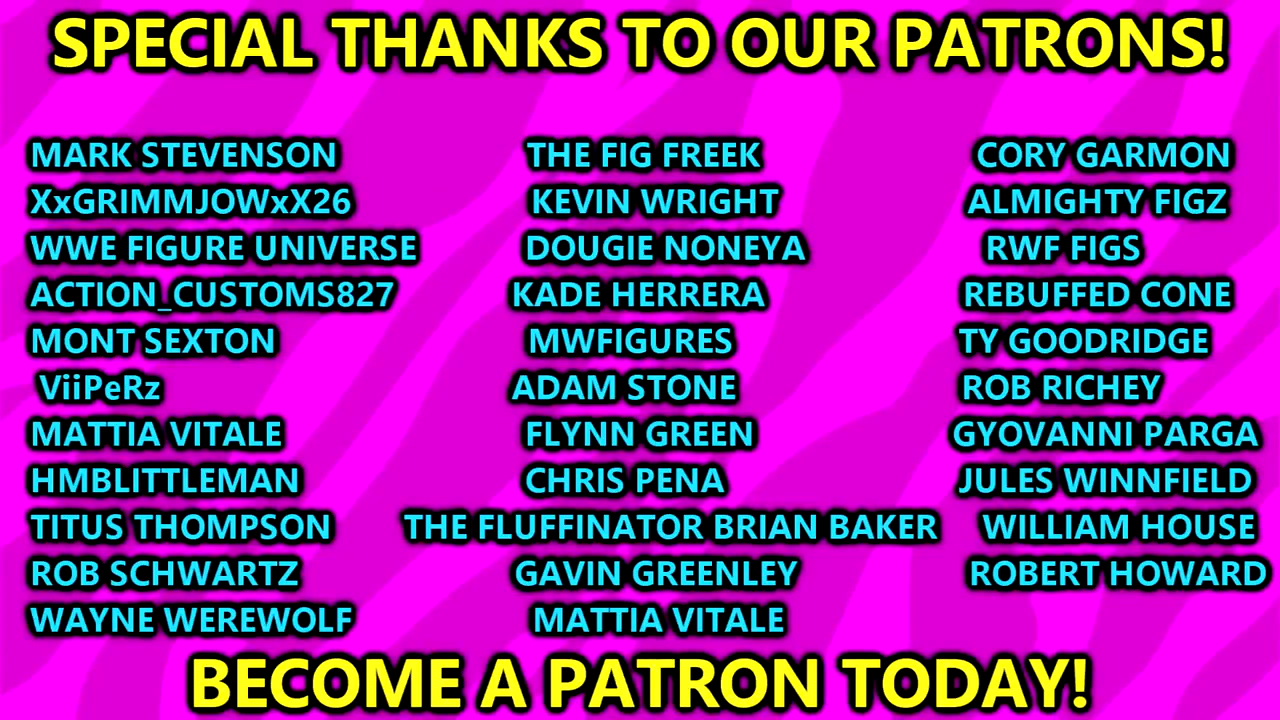 SPECIAL THANKS TO OUR PATRONS!
MARK STEVENSON
XxGRIMMJOWxX26
WWE FIGURE UNIVERSE
ACTION_CUSTOMS827
MONT SEXTON
ViiPeRz
MATTIA VITALE
HMBLITTLEMAN
TITUS THOMPSON
ROB SCHWARTZ
WAYNE WEREWOLF
THE FIG FREEK
KEVIN WRIGHT
DOUGIE NONEYA
KADE HERRERA
MWFIGURES
ADAM STONE
FLYNN GREEN
CHRIS PENA
THE FLUFFINATOR BRIAN BAKER
GAVIN GREENLEY
MATTIA VITALE
CORY GARMON
ALMIGHTY FIGZ
RWF FIGS
REBUFFED CONE
TY GOODRIDGE
ROB RICHEY
GYOVANNI PARGA
JULES WINNFIELD
WILLIAM HOUSE
ROBERT HOWARD
BECOME A PATRON TODAY!